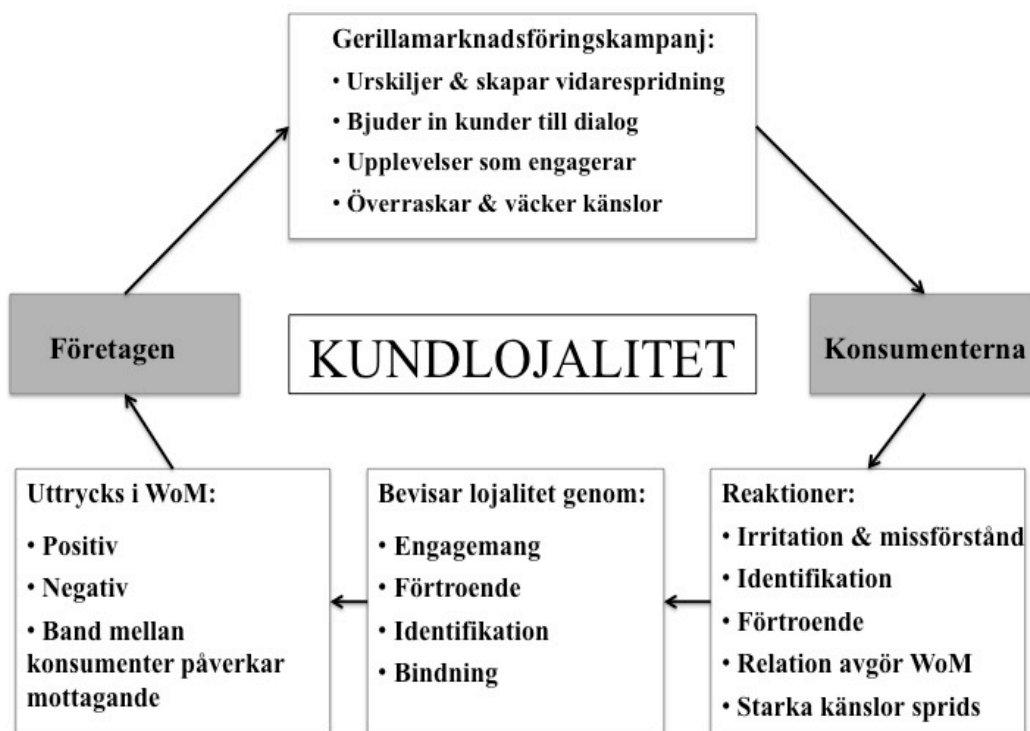 Gerillamarknadsföringskampanj:
• Urskiljer & skapar vidarespridning
• Bjuder in kunder till dialog
• Upplevelser som engagerar
• Överraskar & väcker känslor
Företagen
KUNDLOJALITET
Konsumenterna
Uttrycks i WoM:
• Positiv
• Negativ
• Band mellan
konsumenter påverkar
mottagande
Bevisar lojalitet genom:
• Engagemang
• Förtroende
• Identifikation
• Bindning
Reaktioner:
• Irritation & missförstånd
• Identifikation
• Förtroende
• Relation avgör WoM
• Starka känslor sprids